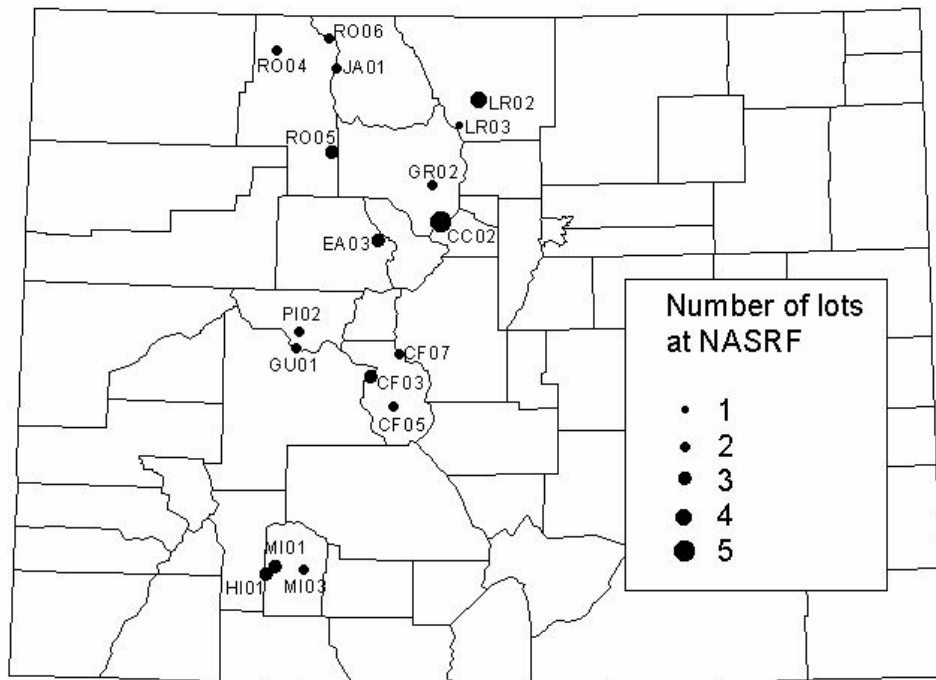 RO06
RO04
JA01
LR02
LR03
RO05
GR02
CC02
EA03
PI02
GU01
CF07
CF03
CF05
MI01
HI01
MI03
Number of lots
at NASRF
1
2
3
4
5